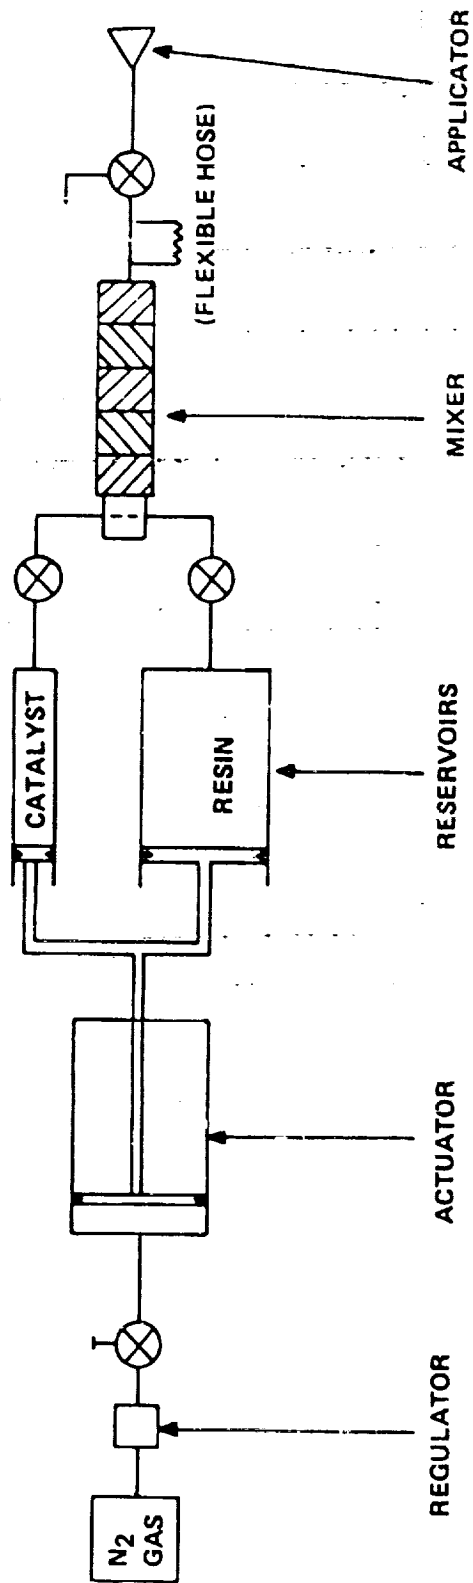 N2
GAS
CATALYST
RESIN
(FLEXIBLE HOSE)
REGULATOR
ACTUATOR
RESERVOIRS
MIXER
APPLICATOR